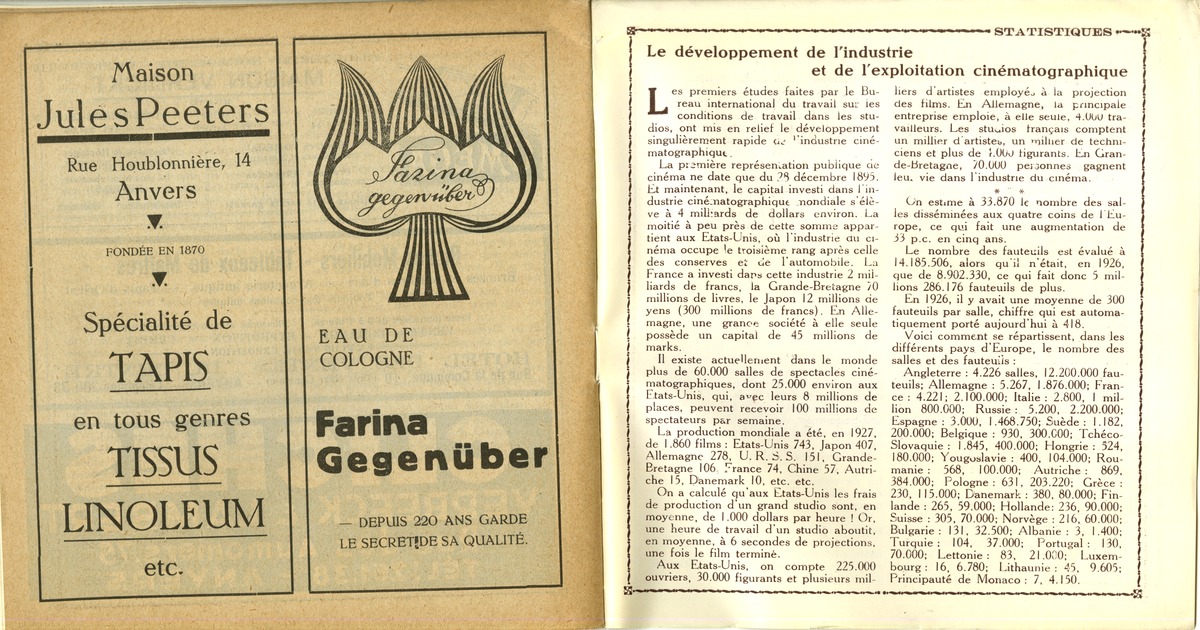 Maison
Jules Peeters
Rue Houblonnière, 14
Anvers
FONDÉE EN 1870
Spécialité de
TAPIS
en tous genres
TISSUS
LINOLEUM
etc.
Farina
gegenüber
EAU DE
COLOGNE
Farina
Gegenüber
— DEPUIS 220 ANS GARDE
LE SECRET DE SA QUALITÉ.
STATISTIQUES
Le développement de l'industrie
et de l'exploitation cinématographique
Les premiers études faites par le Bu-
reau international du travail sur les
conditions de travail dans les stu-
dios, ont mis en relief le développement
singulièrement rapide de l'industrie ciné-
matographique.
La première représentation publique de
cinéma ne date que du 28 décembre 1895.
Et maintenant, le capital investi dans l'in-
dustrie cinématographique mondiale s'élè-
ve à 4 milliards de dollars environ. La
moitié à peu près de cette somme appar-
tient aux Etats-Unis, où l'industrie du ci-
néma occupe le troisième rang après celle
des conserves et de l'automobile. La
France a investi dans cette industrie 2 mil-
liards de francs, la Grande-Bretagne 70
millions de livres, le Japon 12 millions de
yens (300 millions de francs). En Alle-
magne, une grande société à elle seule
possède un capital de 45 millions de
marks.
Il existe actuellement dans le monde
plus de 60.000 salles de spectacles ciné-
matographiques, dont 25.000 environ aux
Etats-Unis, qui, avec leurs 8 millions de
places, peuvent recevoir 100 millions de
spectateurs par semaine.
La production mondiale a été, en 1927,
de 1.860 films : Etats-Unis 743, Japon 407,
Allemagne 278, U. R. S. S. 151, Grande-
Bretagne 106, France 74, Chine 57, Autri-
che 15, Danemark 10, etc. etc.
On a calculé qu'aux Etats-Unis les frais
de production d'un grand studio sont, en
moyenne, de 1.000 dollars par heure ! Or,
une heure de travail d'un studio aboutit,
en moyenne, à 6 secondes de projections,
une fois le film terminé.
Aux Etats-Unis, on compte 225.000
ouvriers, 30.000 figurants et plusieurs mil-
liers d'artistes employés à la projection
des films. En Allemagne, la principale
entreprise emploie, à elle seule, 4.000 tra-
vailleurs. Les studios français comptent
un millier d'artistes, un millier de techni-
ciens et plus de figurants. En Gran-
de-Bretagne, 70.000 personnes gagnent
leur vie dans l'industrie du cinéma.
* * *
On estime à 33.870 le nombre des sal-
les disséminées aux quatre coins de l'Eu-
rope, ce qui fait une augmentation de
33 p.c. en cinq ans.
Le nombre des fauteuils est évalué à
14.185.506, alors qu'il n'était, en 1926,
que de 8.902.330, ce qui fait donc 5 mil-
lions 286.176 fauteuils de plus.
En 1926, il y avait une moyenne de 300
fauteuils par salle, chiffre qui est automa-
tiquement porté aujourd'hui à 418.
Voici comment se répartissent, dans les
différents pays d'Europe, le nombre des
salles et des fauteuils :
Angleterre : 4.226 salles, 12.200.000 fau-
teuils; Allemagne : 5.267, 1.876.000; Fran-
ce : 4.221; 2.100.000; Italie : 2.800, 1 mil-
lion 800.000; Russie : 5.200, 2.200.000;
Espagne : 3.000, 1.468.750; Suède : 1.182,
200.000; Belgique : 930, 300.000; Tchéco-
Slovaquie : 1.845, 400.000; Hongrie : 524,
180.000; Yougoslavie : 400, 104.000; Rou-
manie : 568, 100.000; Autriche : 869,
384.000; Pologne : 631, 203.220; Grèce :
230, 115.000; Danemark : 380, 80.000; Fin-
lande : 265, 59.000; Hollande: 236, 90.000;
Suisse : 305, 70.000; Norvège : 216, 60.000;
Bulgarie : 131, 32.500; Albanie : 3, 1.400;
Turquie : 104, 37.000; Portugal : 130,
70.000; Lettonie : 83, 21.000; Luxem-
bourg : 16, 6.780; Lithuanie : 45, 9.605;
Principauté de Monaco : 7, 4.150.